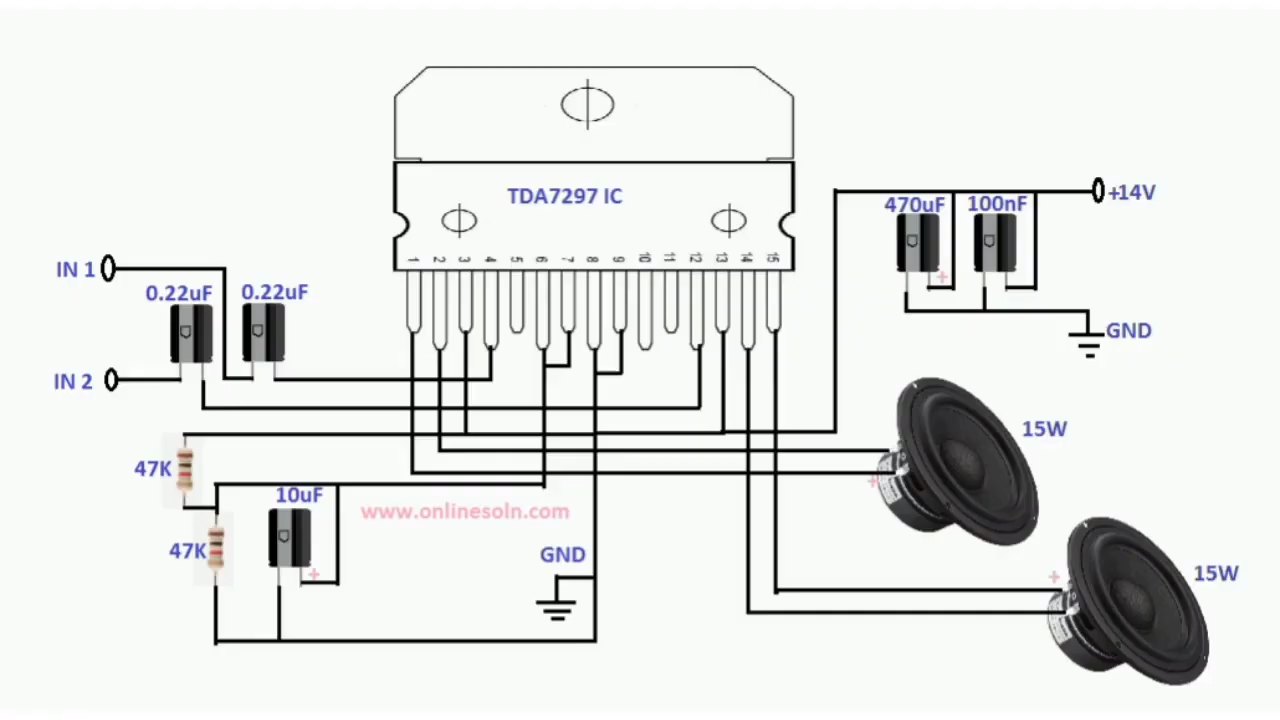 TDA7297 IC
1 2 3 4 5 6 7 8 9 10 11 12 13 14 15
+14V
470uF 100nF
+
GND
IN 1
0.22uF 0.22uF
IN 2
15W
+
47K
10uF
www.onlinesoln.com
47K
+
GND
15W
+